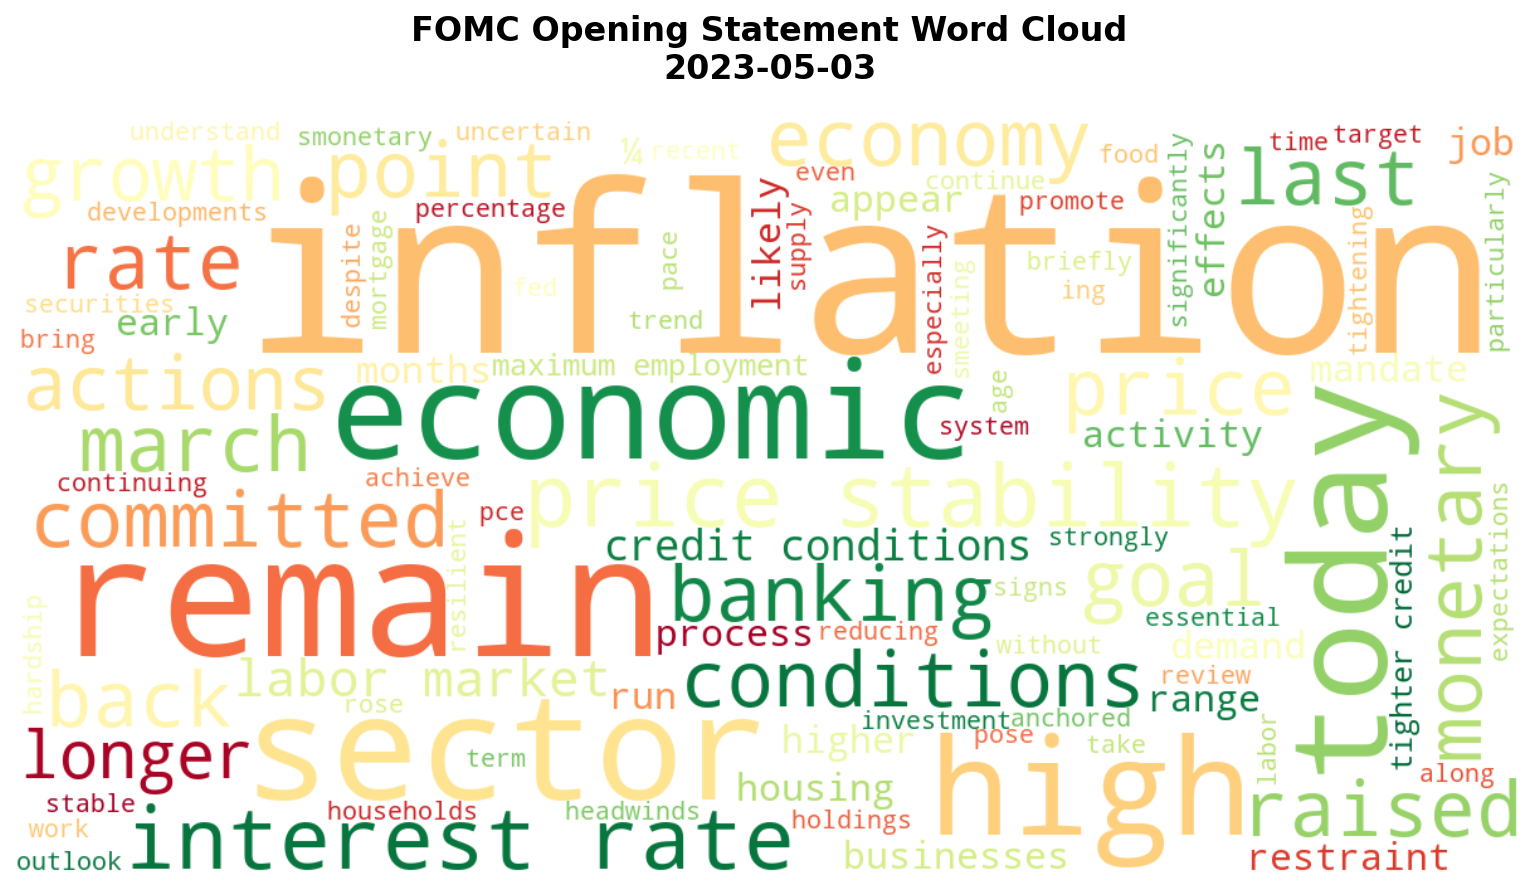 FOMC Opening Statement Word Cloud
2023-05-03
understand
smonetary
uncertain
¼
recent
economy
food
significantly
time
target
job
growth
point
even
continue
last
developments
percentage
likely
supply
appear
promote
effects
particularly
rate
inflation
despite
mortgage
pace
especially
briefly
tightening
securities
fed
smeeting
ing
early
trend
bring
actions
months
maximum employment
economic
age
price
mandate
today
march
system
activity
monetary
continuing
achieve
price stability
committed
pce
resilient
credit conditions
strongly
tighter credit
expectations
remain
banking
signs
goal
hardship
process
reducing
without
essential
demand
back
labor market
run
conditions
review
range
rose
investment
anchored
longer
sector
term
higher
pose
take
labor
high
along
housing
raised
stable
households
headwinds
holdings
work
interest rate
outlook
businesses
restraint